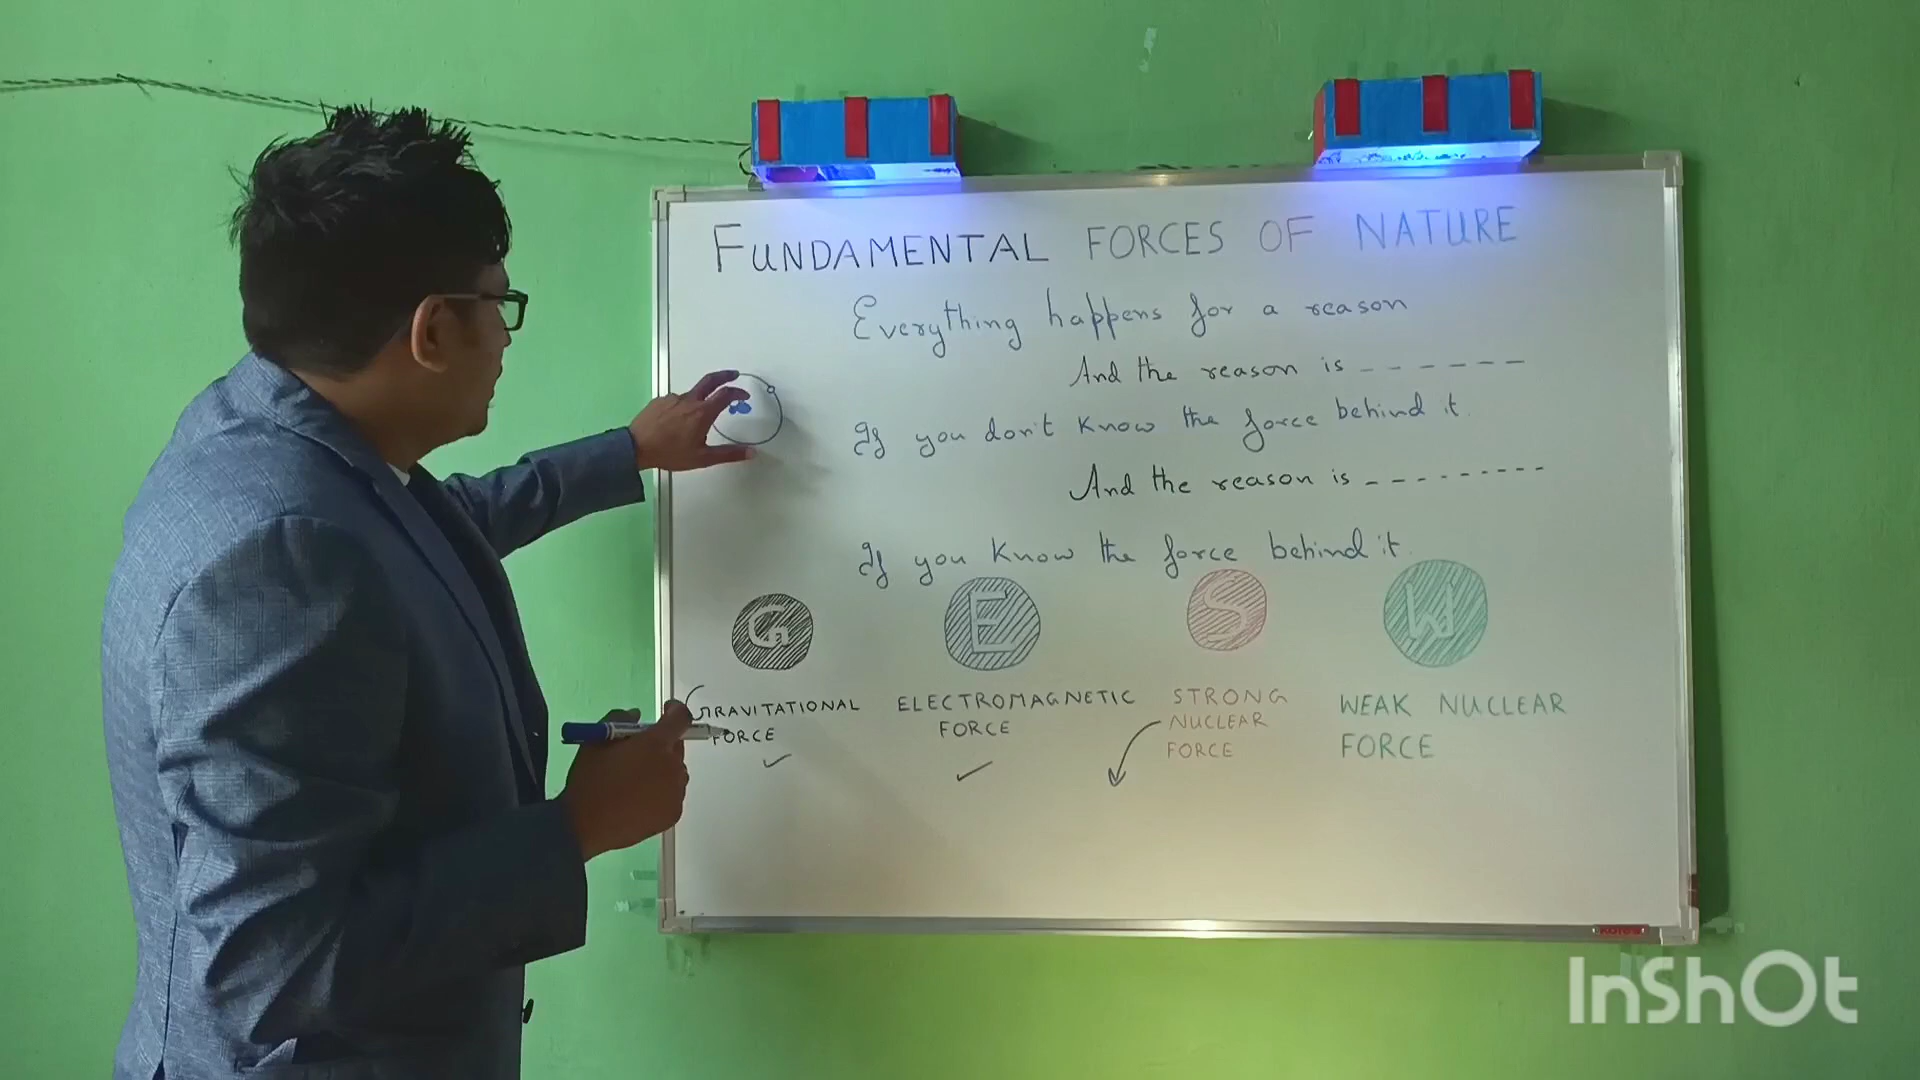 FUNDAMENTAL FORCES OF NATURE
Everything happens for a reason
And the reason is ------
If you don't know the force behind it.
And the reason is ---------
If you know the force behind it.
G E S W
GRAVITATIONAL
FORCE
ELECTROMAGNETIC
FORCE
STRONG
NUCLEAR
FORCE
WEAK NUCLEAR
FORCE
InShOt